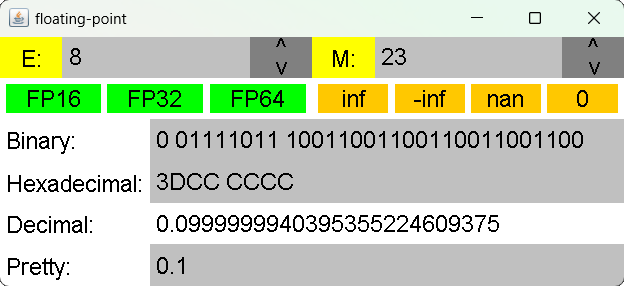 floating-point
E: 8 ^ v M: 23 ^ v
FP16 FP32 FP64 inf -inf nan 0
Binary: 0 01111011 10011001100110011001100
Hexadecimal: 3DCC CCCC
Decimal: 0.0999999940395355224609375
Pretty: 0.1